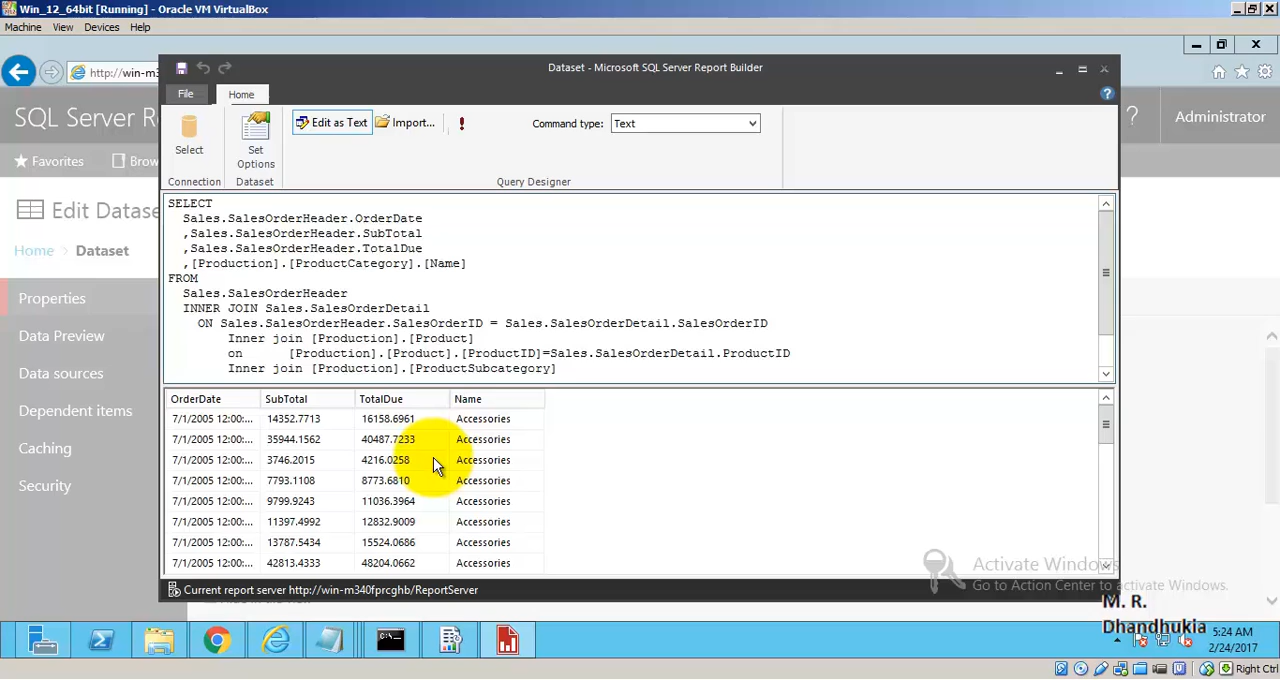 Win_12_64bit [Running] - Oracle VM VirtualBox
Machine View Devices Help
http://win-m3
Dataset - Microsoft SQL Server Report Builder
SQL Server Re
Administrator
Favorites
Brow
File Home
Select
Connection
Set
Options
Dataset
Edit as Text Import...
Command type: Text
Query Designer
Edit Datase
Home > Dataset
Properties
Data Preview
Data sources
Dependent items
Caching
Security
SELECT
Sales.SalesOrderHeader.OrderDate
,Sales.SalesOrderHeader.SubTotal
,Sales.SalesOrderHeader.TotalDue
,[Production].[ProductCategory].[Name]
FROM
Sales.SalesOrderHeader
INNER JOIN Sales.SalesOrderDetail
ON Sales.SalesOrderHeader.SalesOrderID = Sales.SalesOrderDetail.SalesOrderID
Inner join [Production].[Product]
on [Production].[Product].[ProductID]=Sales.SalesOrderDetail.ProductID
Inner join [Production].[ProductSubcategory]
OrderDate SubTotal TotalDue Name
7/1/2005 12:00:... 14352.7713 16158.6961 Accessories
7/1/2005 12:00:... 35944.1562 40487.7233 Accessories
7/1/2005 12:00:... 3746.2015 4216.0258 Accessories
7/1/2005 12:00:... 7793.1108 8773.6810 Accessories
7/1/2005 12:00:... 9799.9243 11036.3964 Accessories
7/1/2005 12:00:... 11397.4992 12832.9009 Accessories
7/1/2005 12:00:... 13787.5434 15524.0686 Accessories
7/1/2005 12:00:... 42813.4333 48204.0662 Accessories
Current report server http://win-m340fprcghb/ReportServer
Activate Windows
Go to Action Center to activate Windows.
M. R.
Dhandhukia
5:24 AM
2/24/2017
Right Ctrl